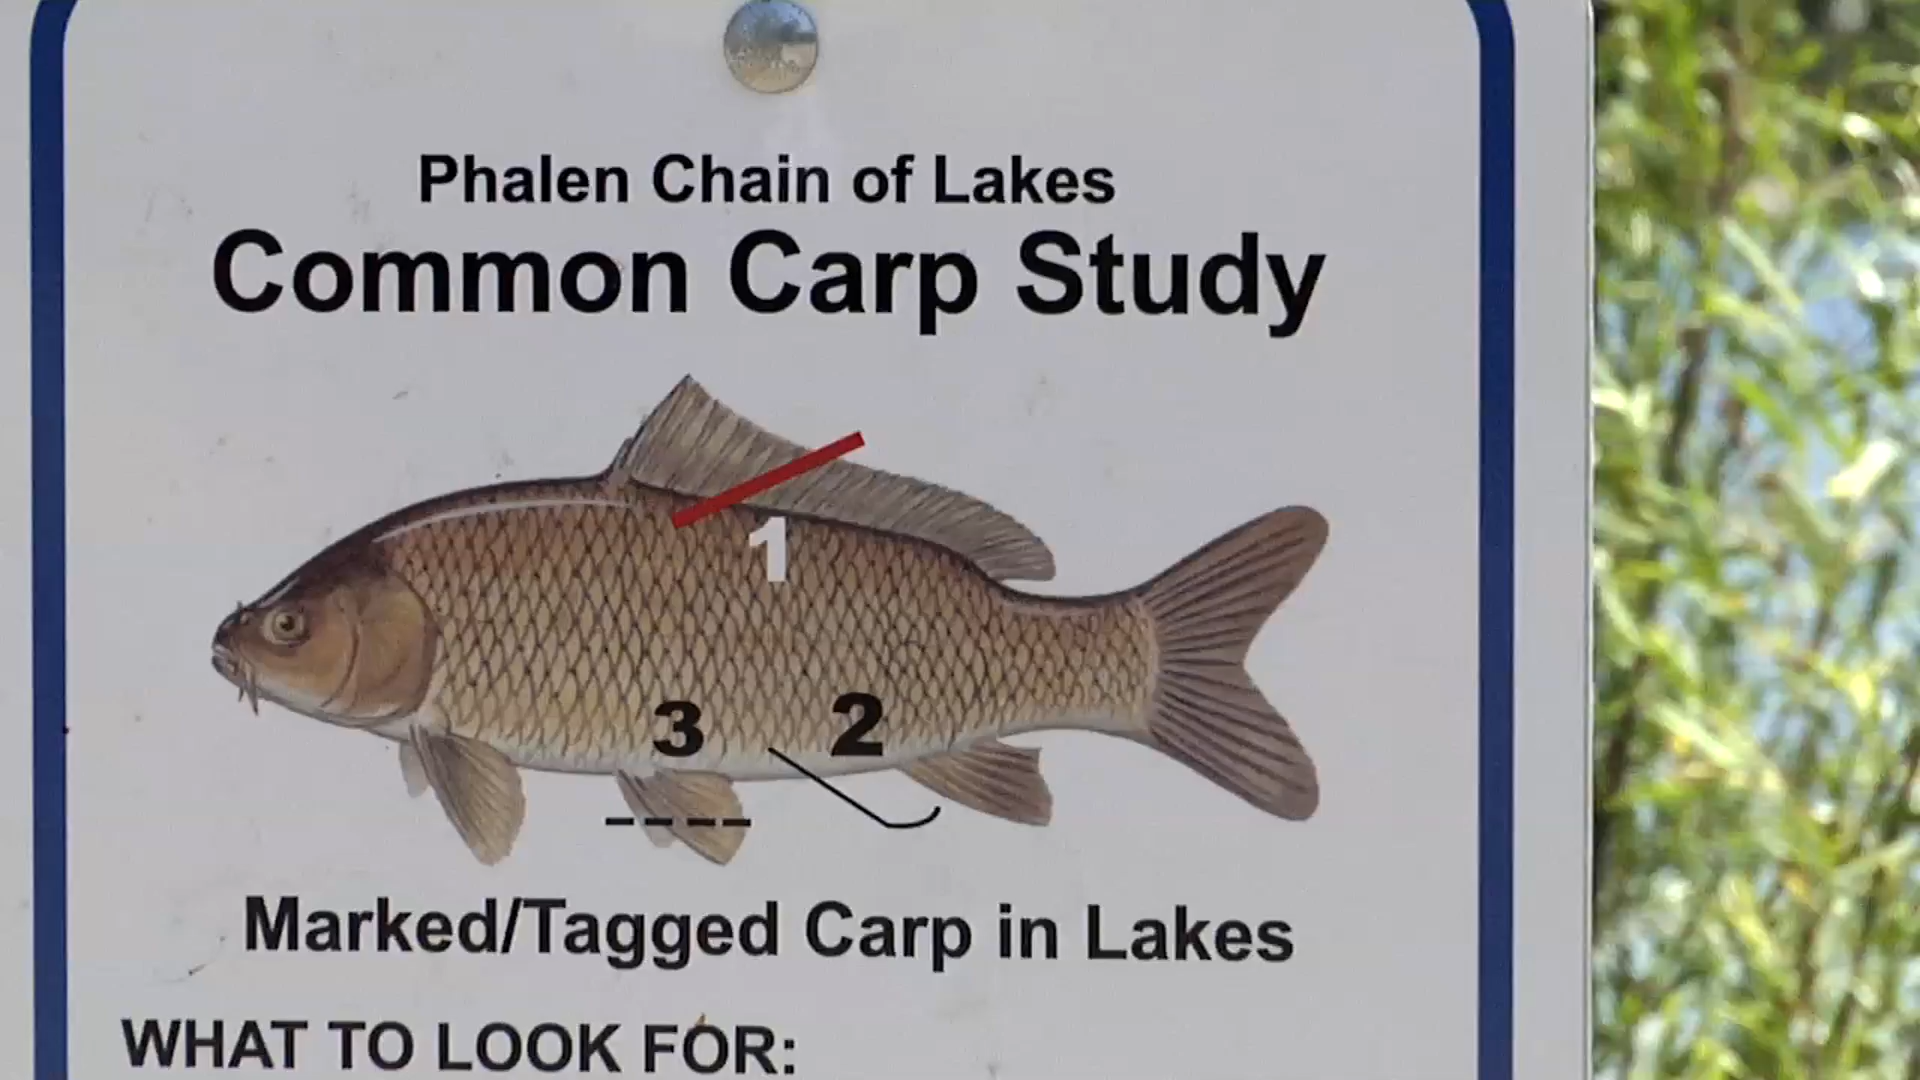 Phalen Chain of Lakes
Common Carp Study
1
3 2
Marked/Tagged Carp in Lakes
WHAT TO LOOK FOR: